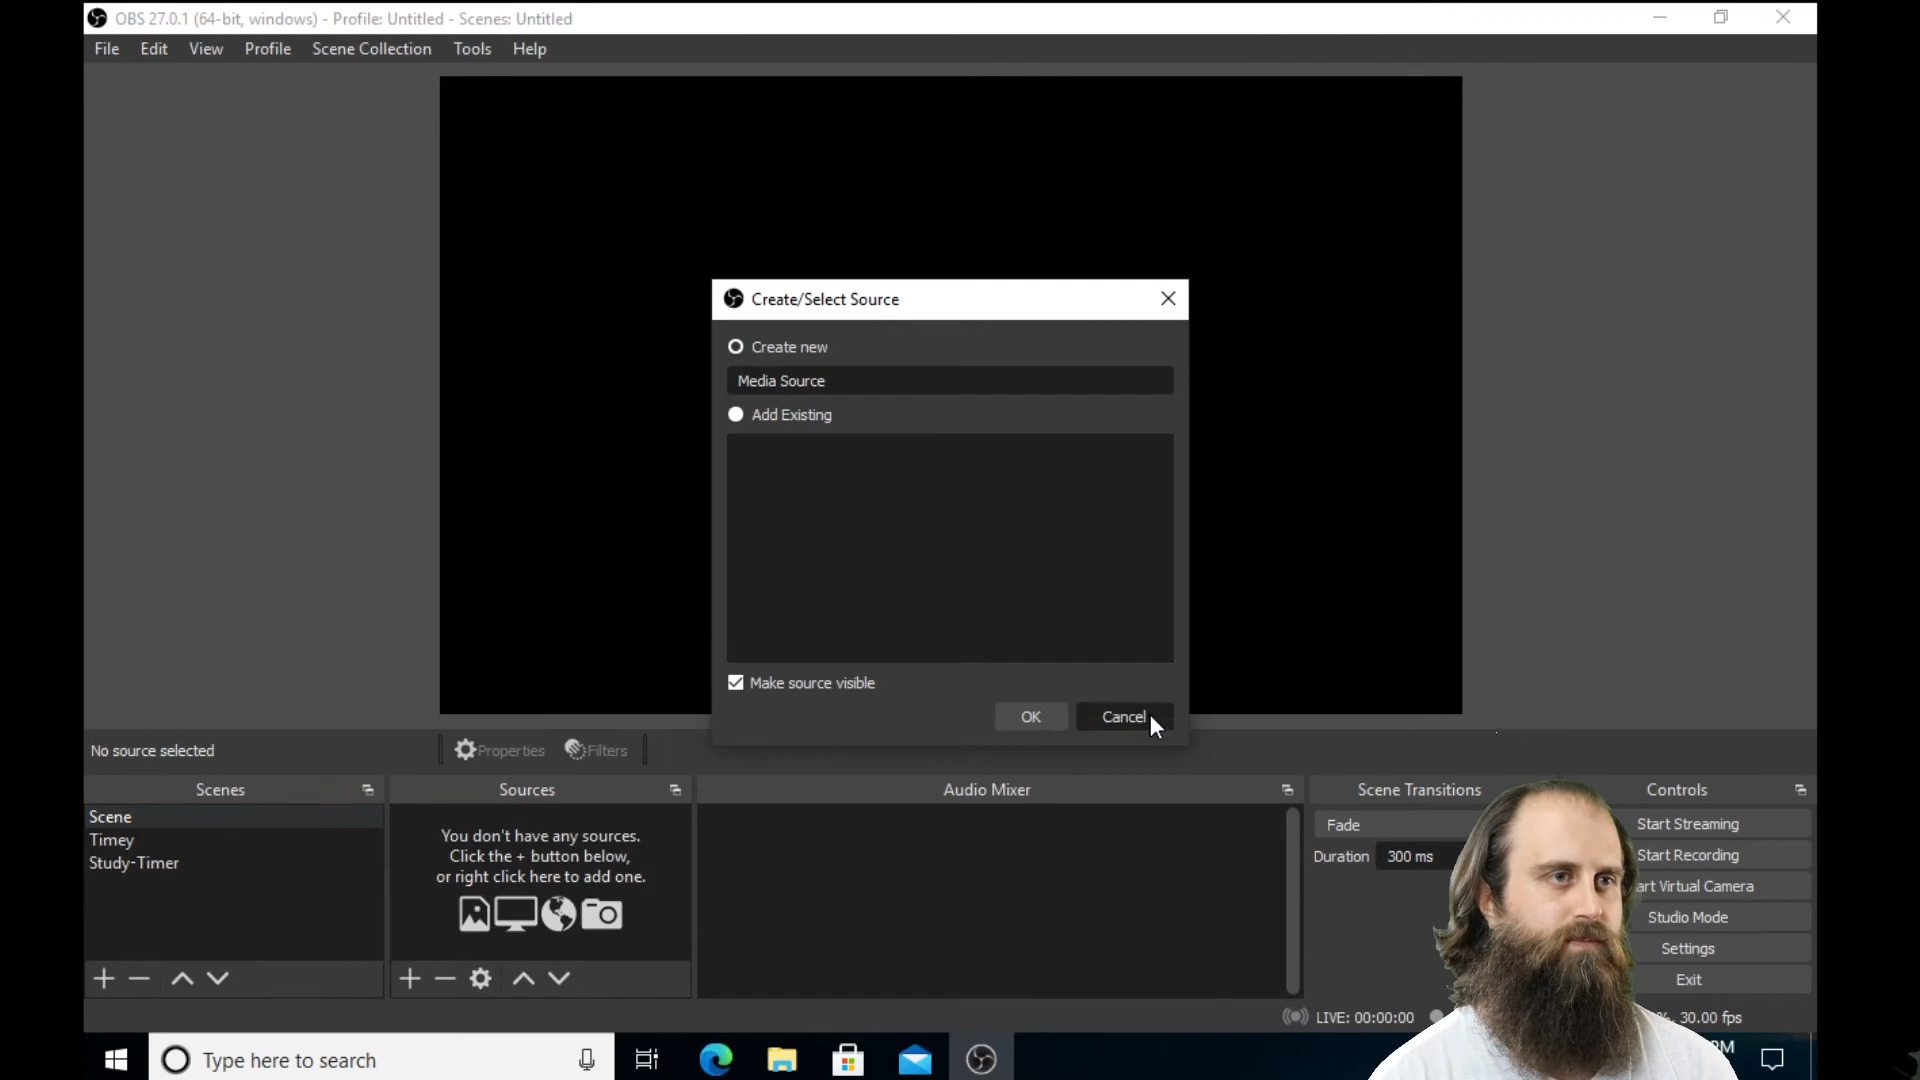 OBS 27.0.1 (64-bit, windows) - Profile: Untitled - Scenes: Untitled
File Edit View Profile Scene Collection Tools Help
Create/Select Source
Create new
Media Source
Add Existing
Make source visible
OK Cancel
No source selected Properties Filters
Scenes Sources Audio Mixer Scene Transitions Controls
Scene
Timey
Study-Timer
You don't have any sources.
Click the + button below,
or right click here to add one.
Fade
Duration 300 ms
Start Streaming
Start Recording
art Virtual Camera
Studio Mode
Settings
Exit
LIVE: 00:00:00 %, 30.00 fps
Type here to search
PM